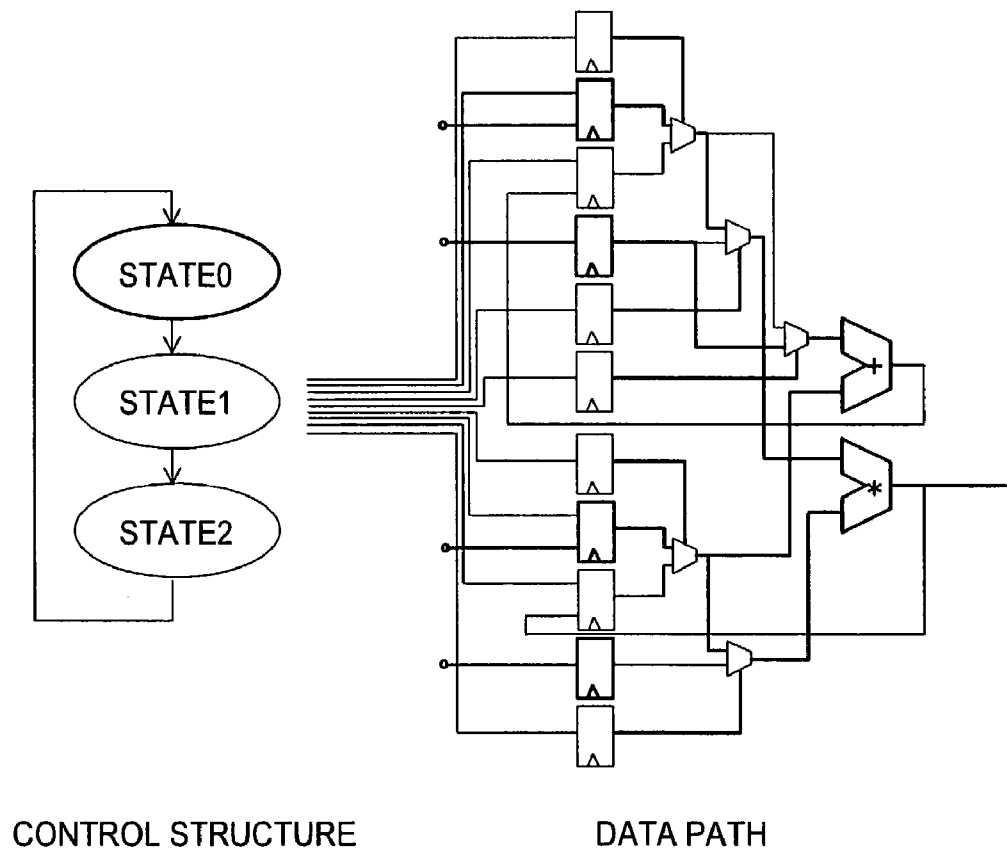 STATE0
STATE1
STATE2
+
*
CONTROL STRUCTURE
DATA PATH